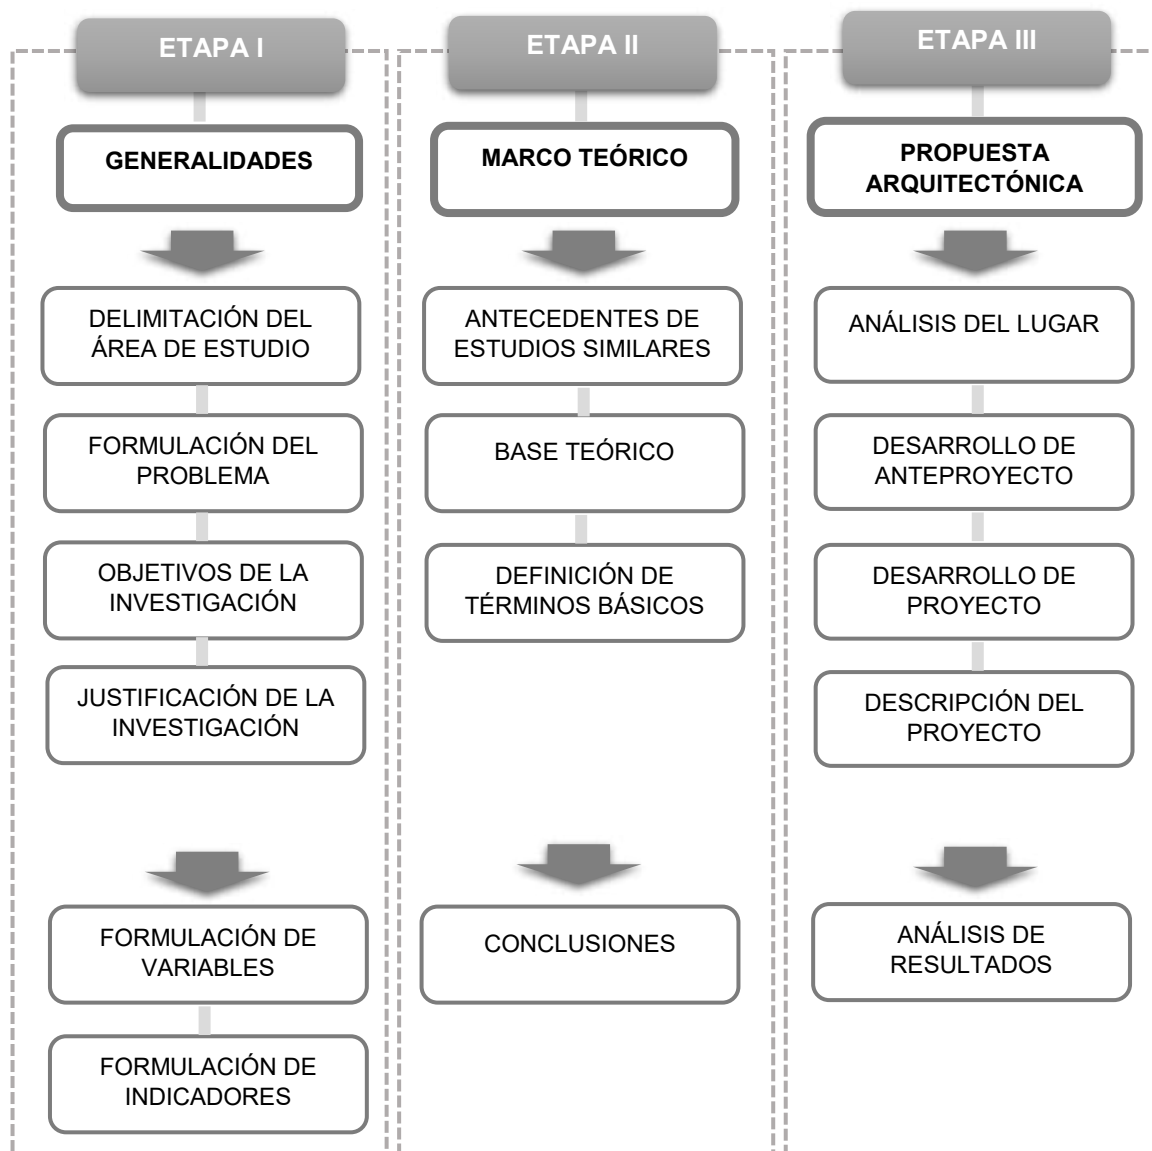 ETAPA I
GENERALIDADES
DELIMITACIÓN DEL
ÁREA DE ESTUDIO
FORMULACIÓN DEL
PROBLEMA
OBJETIVOS DE LA
INVESTIGACIÓN
JUSTIFICACIÓN DE LA
INVESTIGACIÓN
FORMULACIÓN DE
VARIABLES
FORMULACIÓN DE
INDICADORES
ETAPA II
MARCO TEÓRICO
ANTECEDENTES DE
ESTUDIOS SIMILARES
BASE TEÓRICO
DEFINICIÓN DE
TÉRMINOS BÁSICOS
CONCLUSIONES
ETAPA III
PROPUESTA
ARQUITECTÓNICA
ANÁLISIS DEL LUGAR
DESARROLLO DE
ANTEPROYECTO
DESARROLLO DE
PROYECTO
DESCRIPCIÓN DEL
PROYECTO
ANÁLISIS DE
RESULTADOS